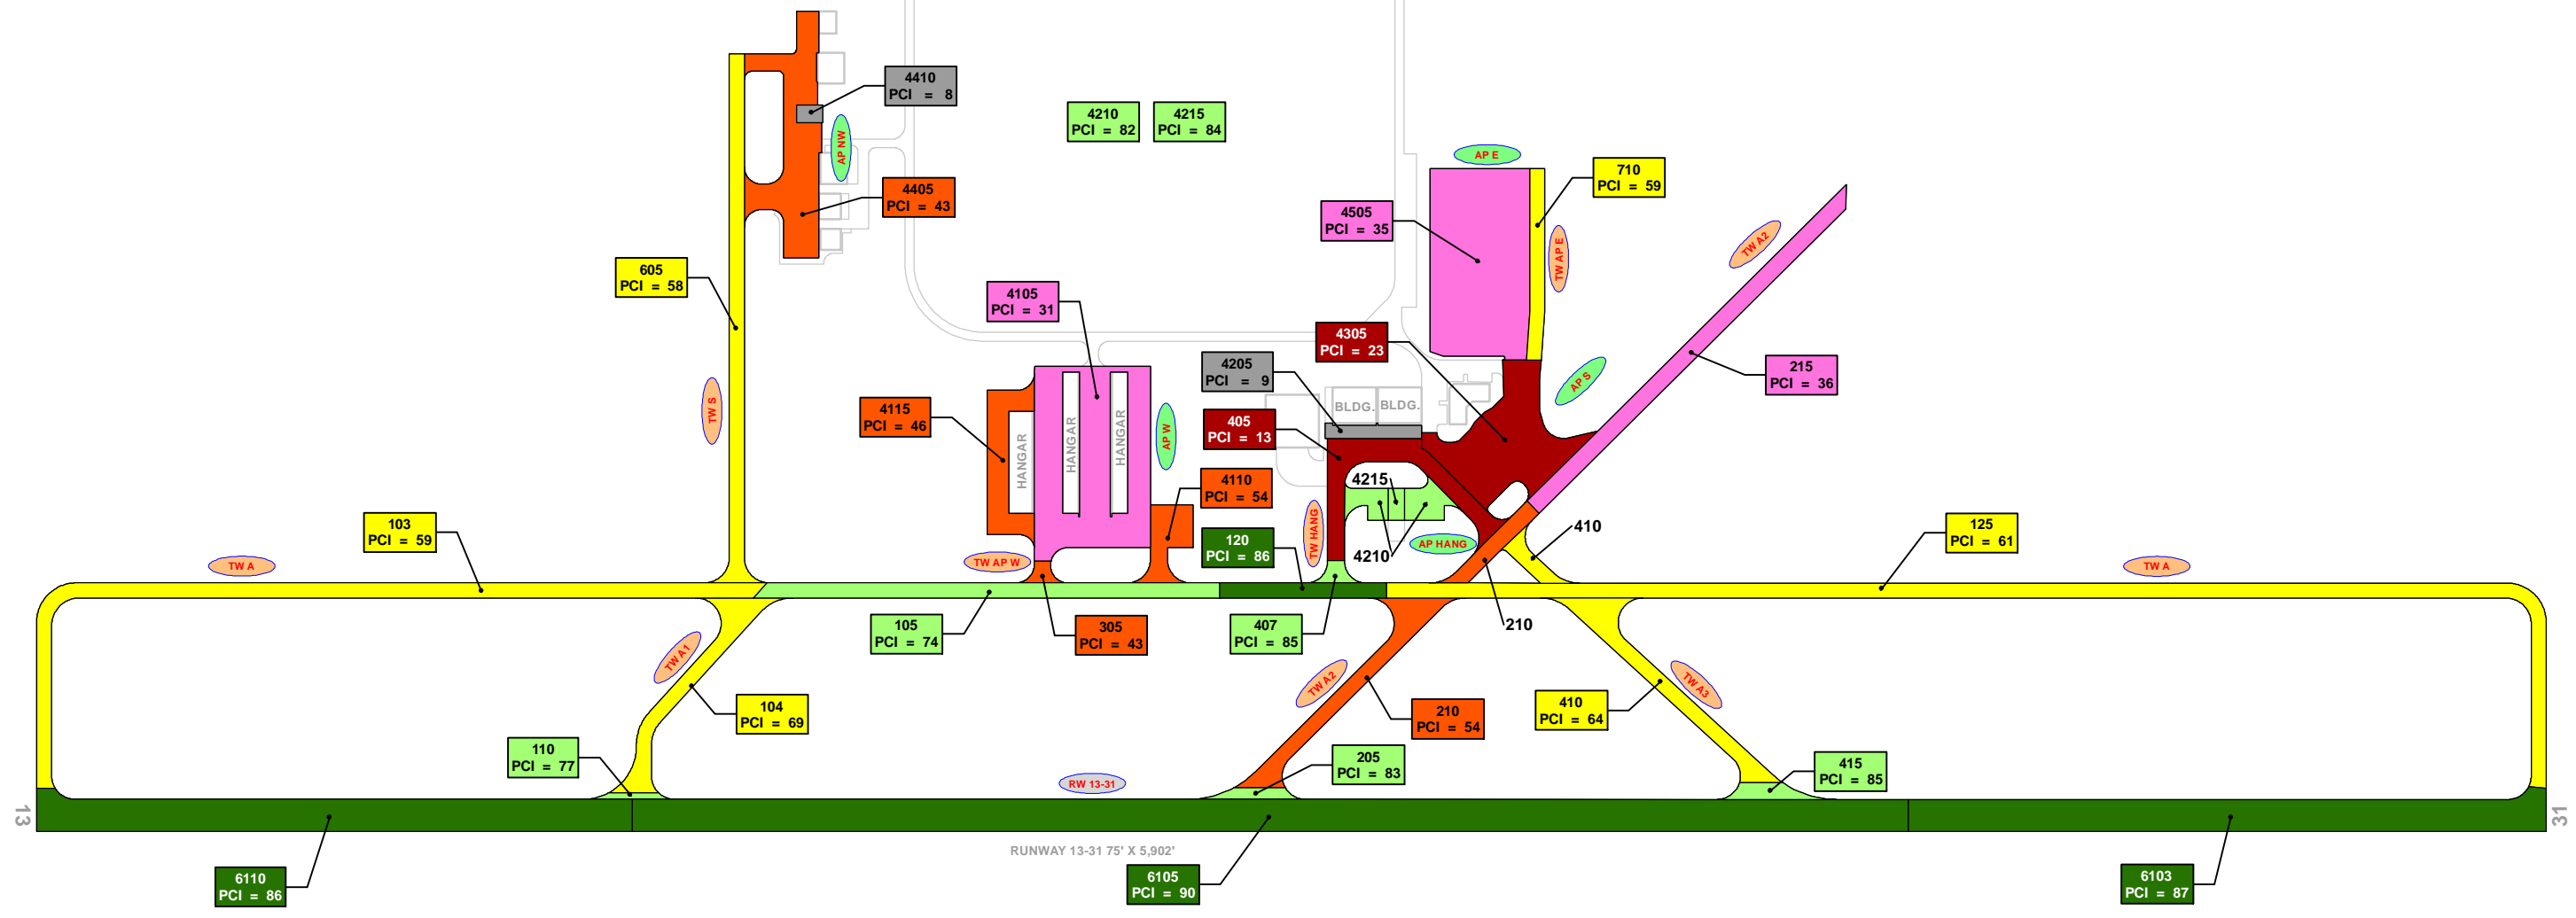 4410
PCI = 8
4210
PCI = 82
4215
PCI = 84
AP NW
AP E
710
PCI = 59
4405
PCI = 43
4505
PCI = 35
TW A2
TW AP E
605
PCI = 58
4105
PCI = 31
4305
PCI = 23
4205
PCI = 9
215
PCI = 36
AP S
TW S
4115
PCI = 46
HANGAR
HANGAR
HANGAR
AP W
405
PCI = 13
BLDG.
BLDG.
4110
PCI = 54
4215
4210
TW HANG
AP HANG
410
103
PCI = 59
120
PCI = 86
125
PCI = 61
TW A
TW AP W
TW A
105
PCI = 74
305
PCI = 43
407
PCI = 85
210
TW A1
TW A2
TW A3
104
PCI = 69
210
PCI = 54
410
PCI = 64
110
PCI = 77
205
PCI = 83
415
PCI = 85
RW 13-31
13
31
RUNWAY 13-31 75' X 5,902'
6110
PCI = 86
6105
PCI = 90
6103
PCI = 87